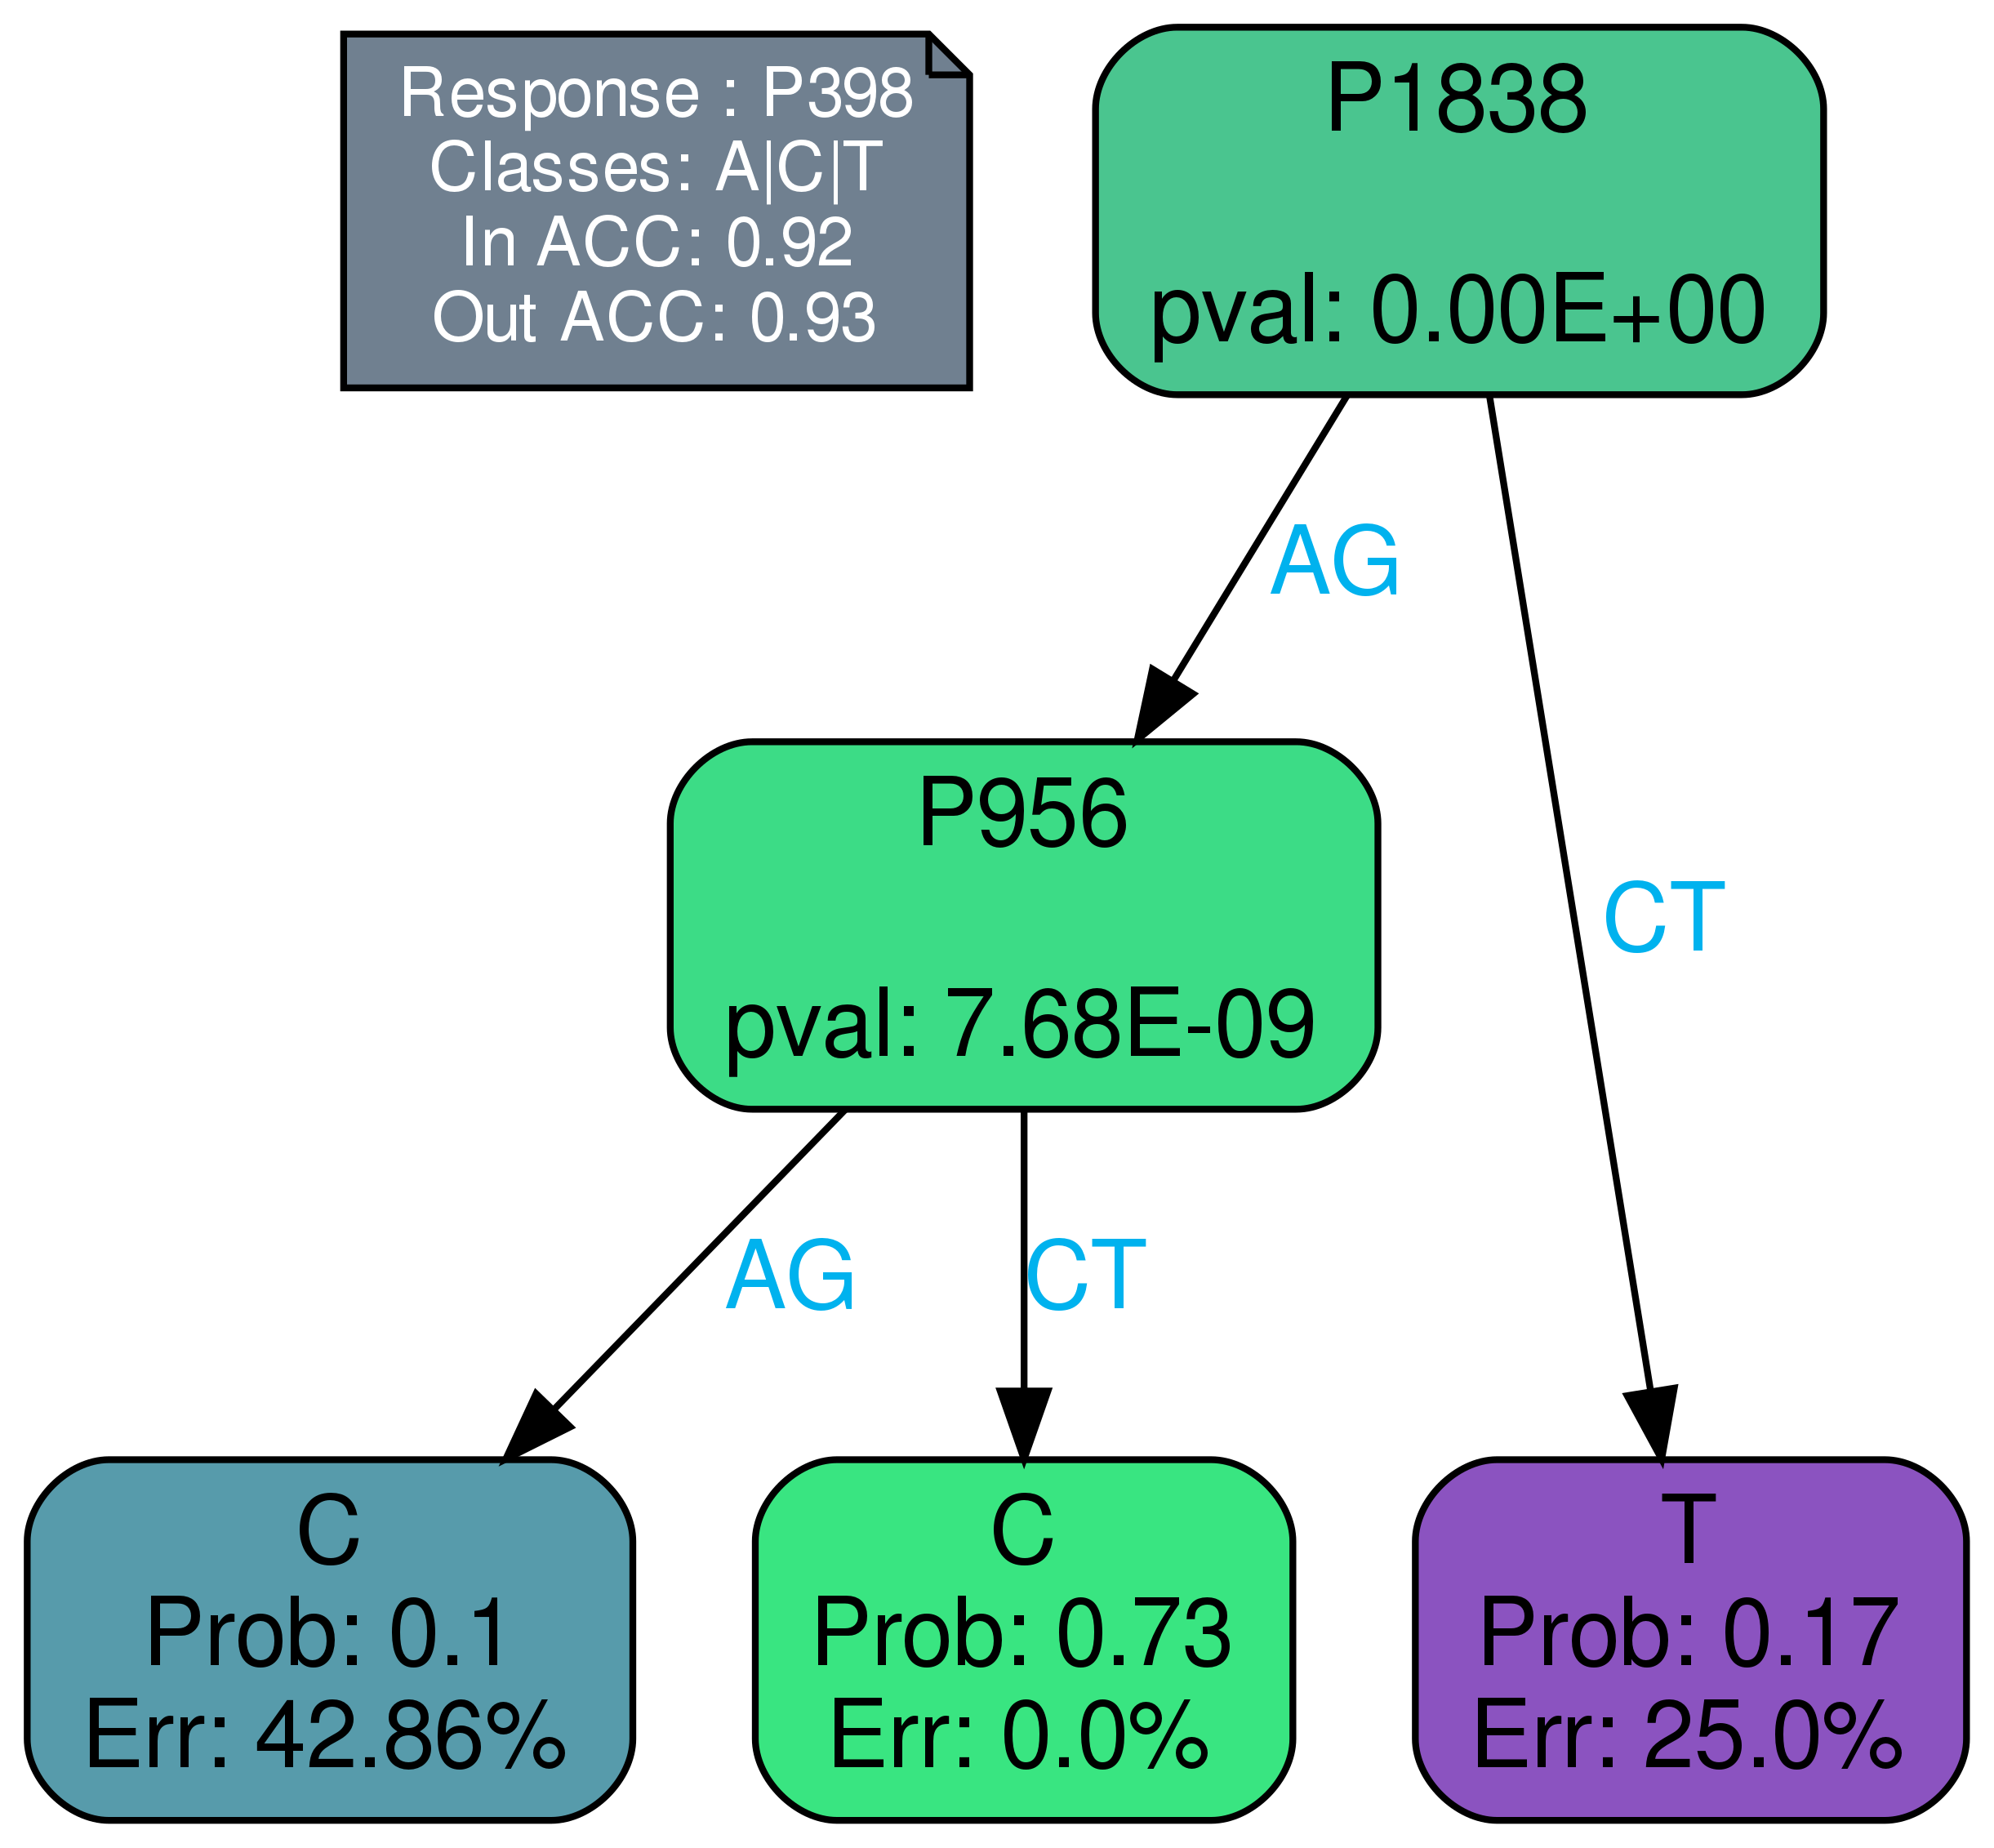 Response : P398
Classes: A|C|T
In ACC: 0.92
Out ACC: 0.93
P1838
pval: 0.00E+00
AG
P956
pval: 7.68E-09
CT
AG
CT
C
Prob: 0.1
Err: 42.86%
C
Prob: 0.73
Err: 0.0%
T
Prob: 0.17
Err: 25.0%